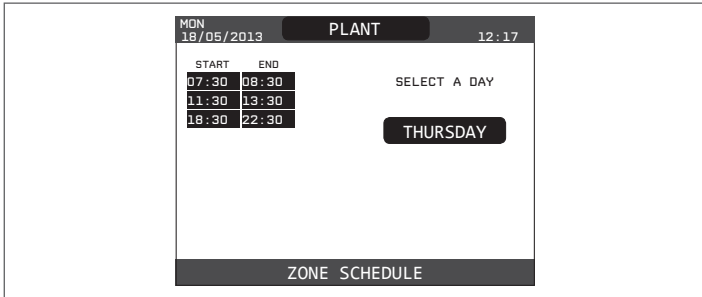 MON
18/05/2013 PLANT 12:17
START END
07:30 08:30 SELECT A DAY
11:30 13:30
18:30 22:30 THURSDAY
ZONE SCHEDULE